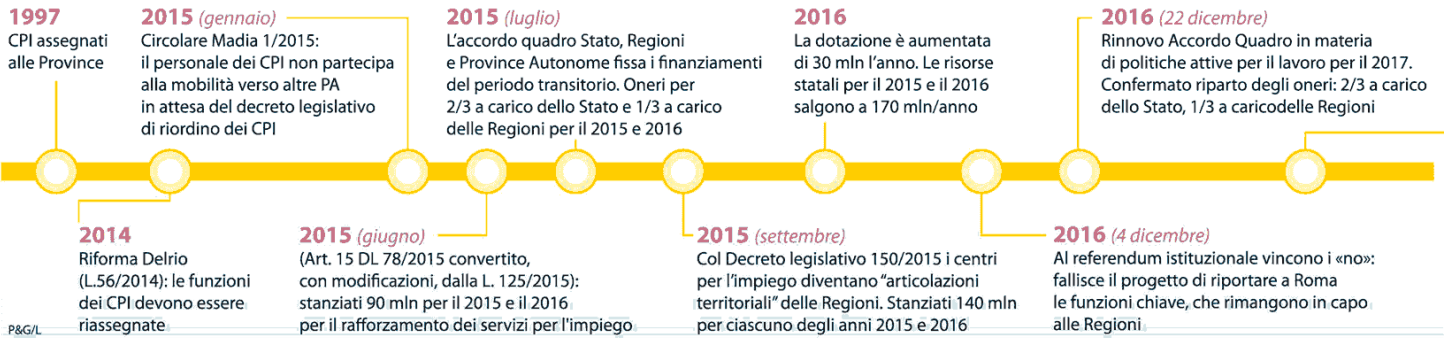 1997
CPI assegnati
alle Province
2015 (gennaio)
Circolare Madia 1/2015:
il personale dei CPI non partecipa
alla mobilità verso altre PA
in attesa del decreto legislativo
di riordino dei CPI
2015 (luglio)
L'accordo quadro Stato, Regioni
e Province Autonome fissa i finanziamenti
del periodo transitorio. Oneri per
2/3 a carico dello Stato e 1/3 a carico
delle Regioni per il 2015 e 2016
2016
La dotazione è aumentata
di 30 mln l'anno. Le risorse
statali per il 2015 e il 2016
salgono a 170 mln/anno
2016 (22 dicembre)
Rinnovo Accordo Quadro in materia
di politiche attive per il lavoro per il 2017.
Confermato riparto degli oneri: 2/3 a carico
dello Stato, 1/3 a caricodelle Regioni
2014
Riforma Delrio
(L.56/2014): le funzioni
dei CPI devono essere
riassegnate
2015 (giugno)
(Art. 15 DL 78/2015 convertito,
con modificazioni, dalla L. 125/2015):
stanziati 90 mln per il 2015 e il 2016
per il rafforzamento dei servizi per l'impiego
2015 (settembre)
Col Decreto legislativo 150/2015 i centri
per l'impiego diventano “articolazioni
territoriali” delle Regioni. Stanziati 140 mln
per ciascuno degli anni 2015 e 2016
2016 (4 dicembre)
Al referendum istituzionale vincono i «no»:
fallisce il progetto di riportare a Roma
le funzioni chiave, che rimangono in capo
alle Regioni
P&G/L